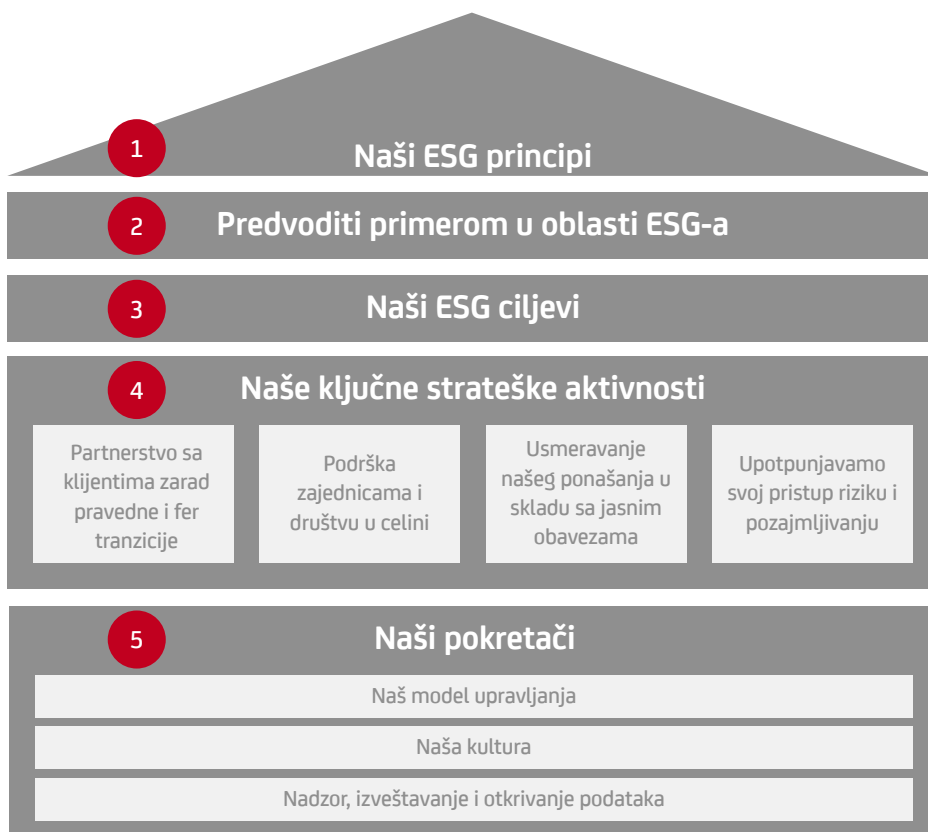 1
Naši ESG principi
2
Predvoditi primerom u oblasti ESG-a
3
Naši ESG ciljevi
4
Naše ključne strateške aktivnosti
Partnerstvo sa
klijentima zarad
pravedne i fer
tranzicije
Podrška
zajednicama i
društvu u celini
Usmeravanje
našeg ponašanja u
skladu sa jasnim
obavezama
Upotpunjavamo
svoj pristup riziku i
pozajmljivanju
5
Naši pokretači
Naš model upravljanja
Naša kultura
Nadzor, izveštavanje i otkrivanje podataka